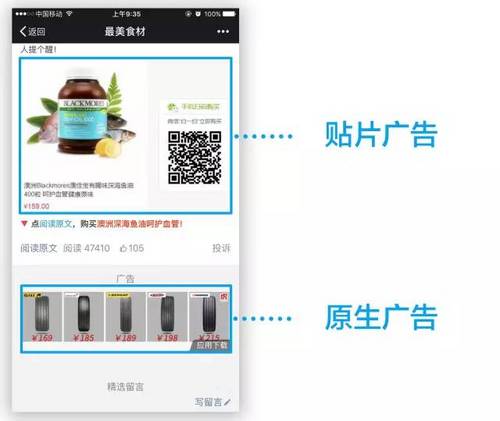 中国移动
上午9:35
100%
返回
最美食材
人提个醒!
BLACKMORES
手机扫码购买
微信“扫一扫”立即购买
澳洲Blackmores澳佳宝有腥味深海鱼油
400粒 呵护血管健康原味
¥159.00
贴片广告
点阅读原文，购买澳洲深海鱼油呵护血管!
阅读原文 阅读 47410 105 投诉
广告
¥169 ¥185 ¥189 ¥198 ¥215
应用下载
原生广告
精选留言
写留言